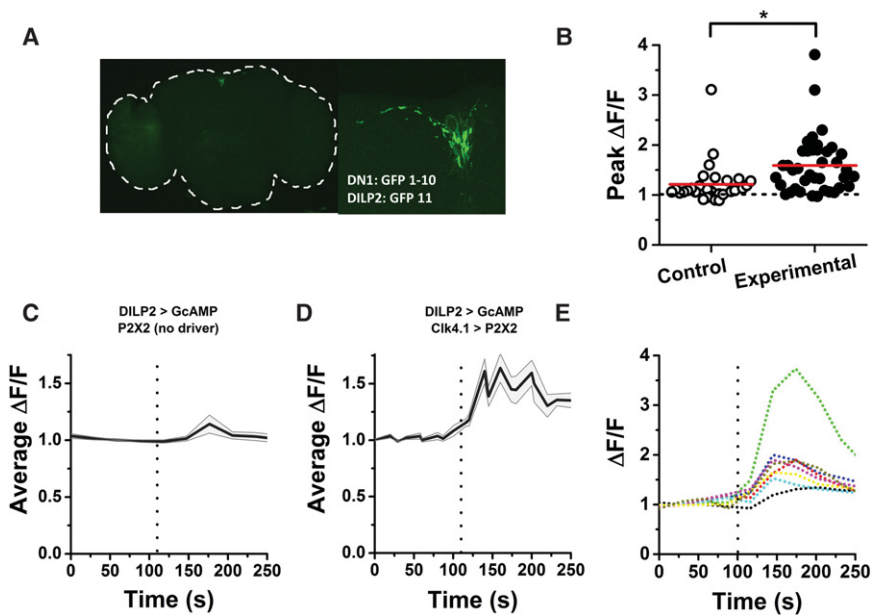 A
DN1: GFP 1-10
DILP2: GFP 11
B
*
Peak ΔF/F
4
3
2
1
0
Control
Experimental
C
DILP2 > GcAMP
P2X2 (no driver)
Average ΔF/F
1.5
1.0
0.5
0.0
0 50 100 150 200 250
Time (s)
D
DILP2 > GcAMP
Clk4.1 > P2X2
Average ΔF/F
1.5
1.0
0.5
0.0
0 50 100 150 200 250
Time (s)
E
ΔF/F
4
3
2
1
0
0 50 100 150 200 250
Time (s)